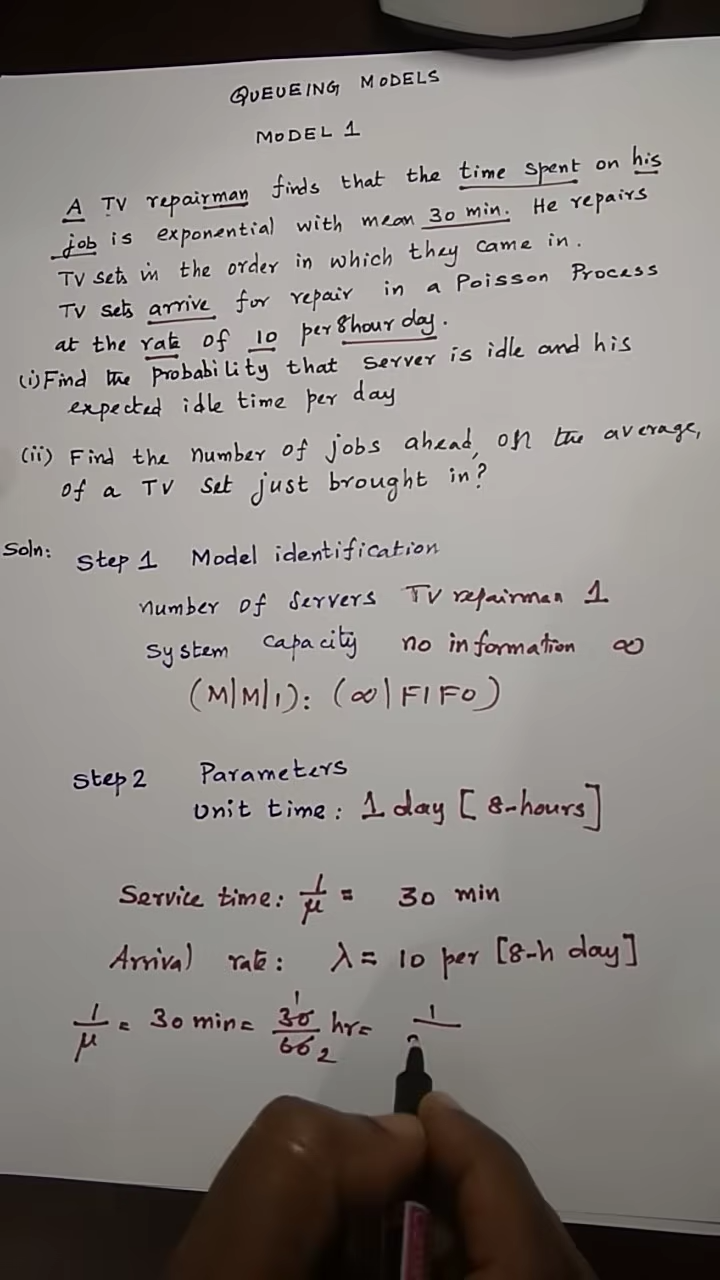 QUEUEING MODELS
MODEL 1
A TV repairman finds that the time spent on his
job is exponential with mean 30 min. He repairs
TV sets in the order in which they came in.
TV sets arrive for repair in a Poisson Process
at the rate of 10 per 8hour day.
(i) Find the probability that server is idle and his
expected idle time per day
(ii) Find the number of jobs ahead, on the average,
of a TV set just brought in?
Soln: Step 1 Model identification
number of servers TV repairman 1
System capacity no information ∞
(M|M|1): (∞|FIFO)
Step 2 Parameters
Unit time: 1 day [8-hours]
Service time: 1/μ = 30 min
Arrival rate: λ = 10 per [8-h day]
1/μ = 30 min = 30/60 1/2 hr = 1/